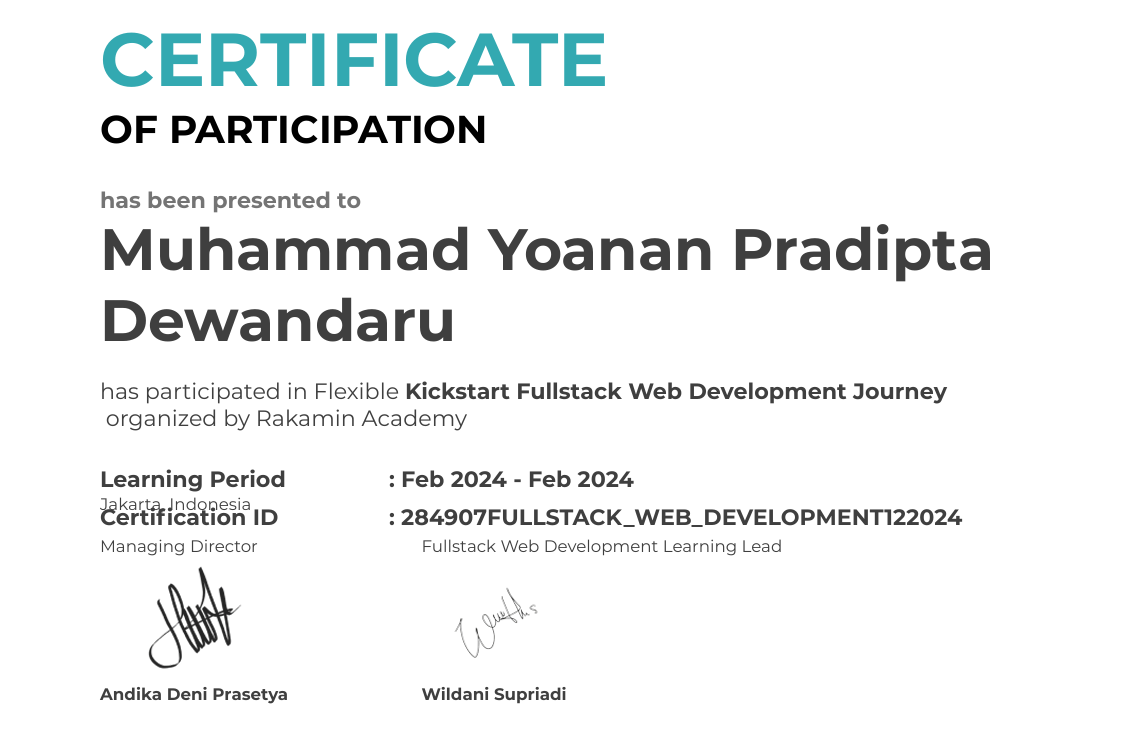 CERTIFICATE
OF PARTICIPATION
has been presented to
Muhammad Yoanan Pradipta
Dewandaru
has participated in Flexible Kickstart Fullstack Web Development Journey
organized by Rakamin Academy
Learning Period : Feb 2024 - Feb 2024
Jakarta, Indonesia
Certification ID : 284907FULLSTACK_WEB_DEVELOPMENT122024
Managing Director Fullstack Web Development Learning Lead
Andika Deni Prasetya Wildani Supriadi